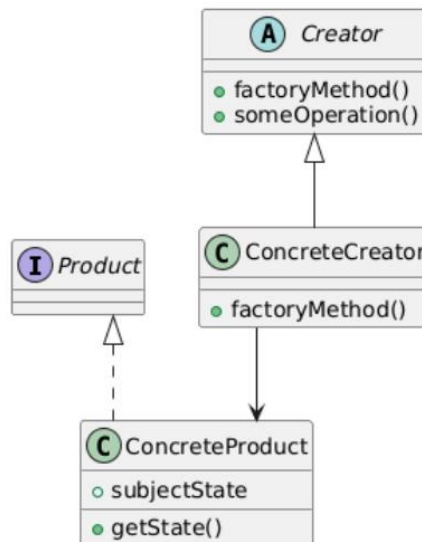 A Creator
factoryMethod()
someOperation()
I Product
C ConcreteCreator
factoryMethod()
C ConcreteProduct
subjectState
getState()